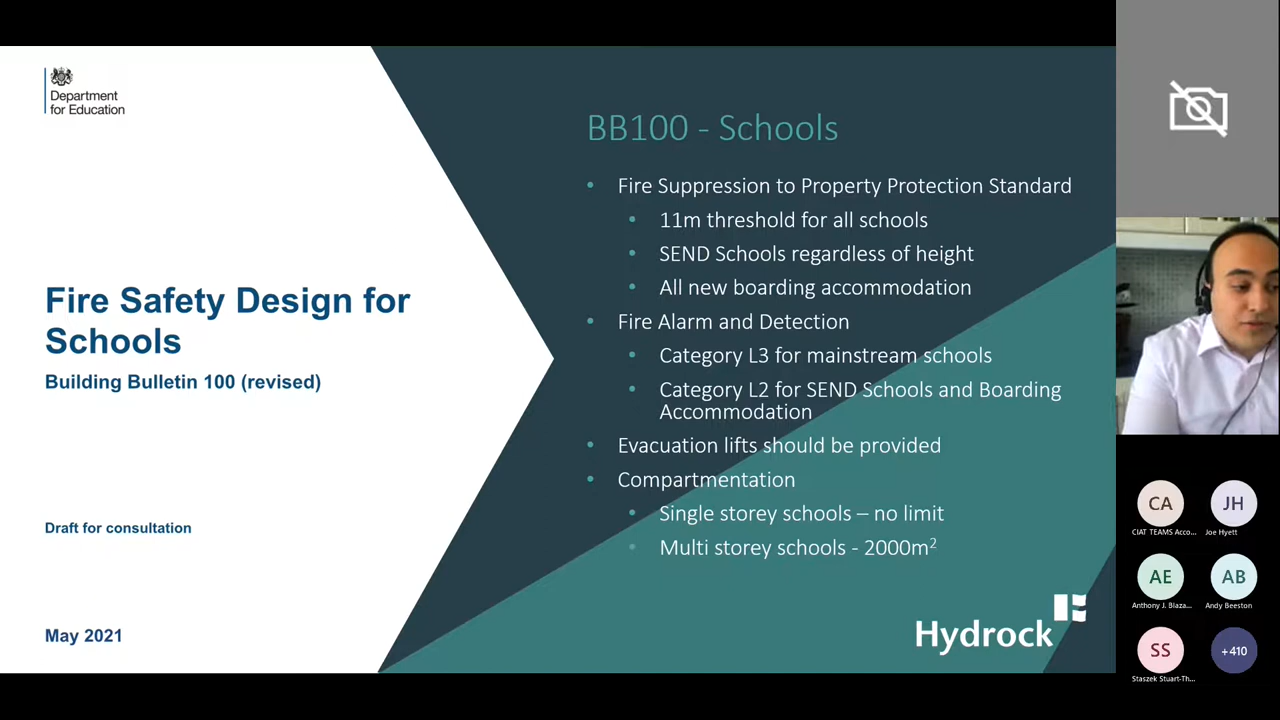 Department
for Education
Fire Safety Design for
Schools
Building Bulletin 100 (revised)
Draft for consultation
May 2021
BB100 - Schools
• Fire Suppression to Property Protection Standard
• 11m threshold for all schools
• SEND Schools regardless of height
• All new boarding accommodation
• Fire Alarm and Detection
• Category L3 for mainstream schools
• Category L2 for SEND Schools and Boarding
Accommodation
• Evacuation lifts should be provided
• Compartmentation
• Single storey schools – no limit
• Multi storey schools - 2000m²
Hydrock
CA
JH
CIAT TEAMS Acco...
Joe Hyett
AE
AB
Anthony J. Blaza...
Andy Beeston
SS
+410
Staszek Stuart-Th...